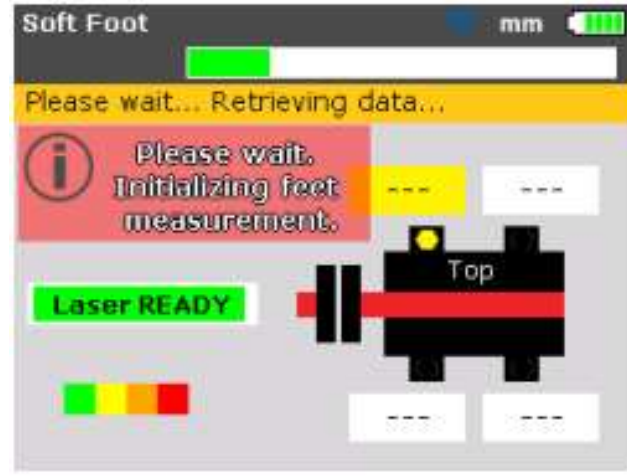 Soft Foot mm
Please wait... Retrieving data...
Please wait.
Initializing feet
measurement.
--- ---
Top
Laser READY
--- ---